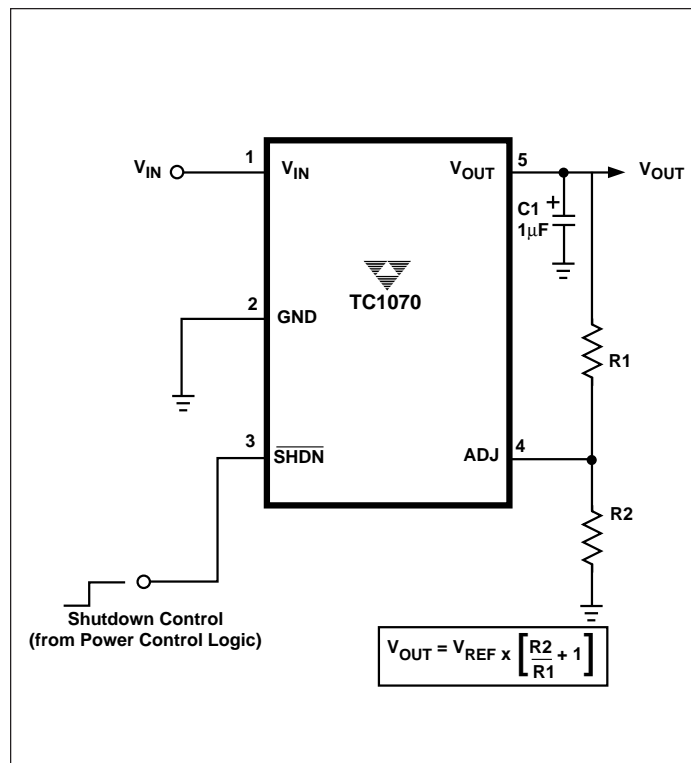 1
5
V_IN
V_IN
V_OUT
V_OUT
C1
+
1µF
TC1070
2
GND
R1
3
SHDN
ADJ
4
R2
Shutdown Control
(from Power Control Logic)
V_OUT = V_REF x [R2/R1 + 1]